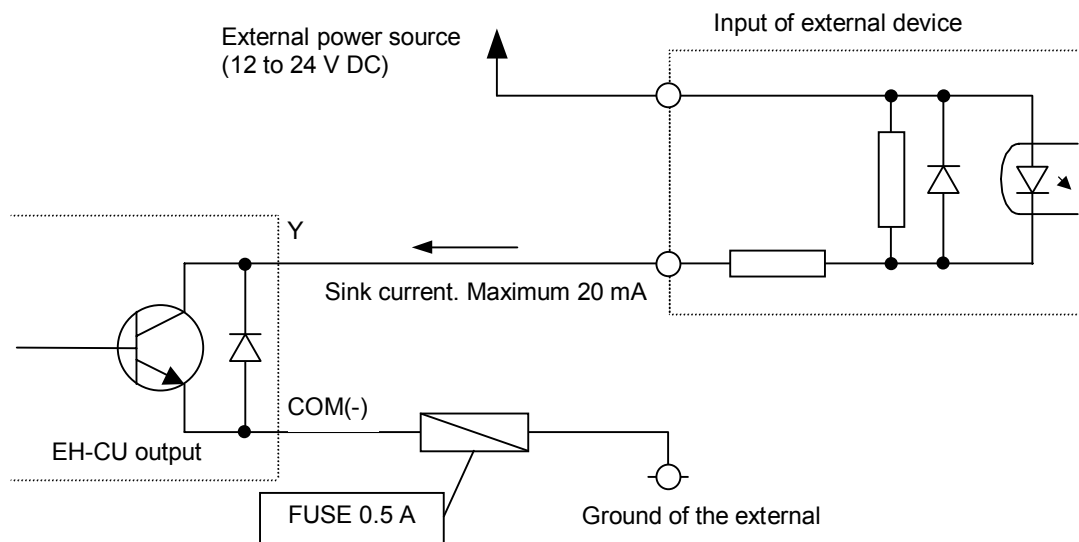 External power source
(12 to 24 V DC)
Input of external device
Y
Sink current. Maximum 20 mA
COM(-)
EH-CU output
FUSE 0.5 A
Ground of the external